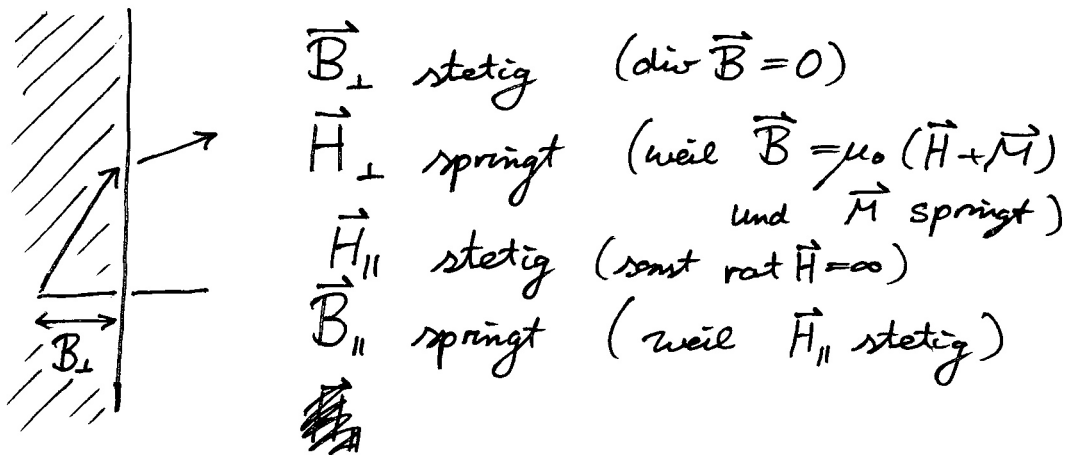 B⃗⊥ stetig (div B⃗ = 0)
H⃗⊥ springt (weil B⃗ = μ₀ (H⃗ + M⃗)
und M⃗ springt)
H⃗|| stetig (sonst rot H⃗ = ∞)
B⃗|| springt (weil H⃗|| stetig)
B⊥